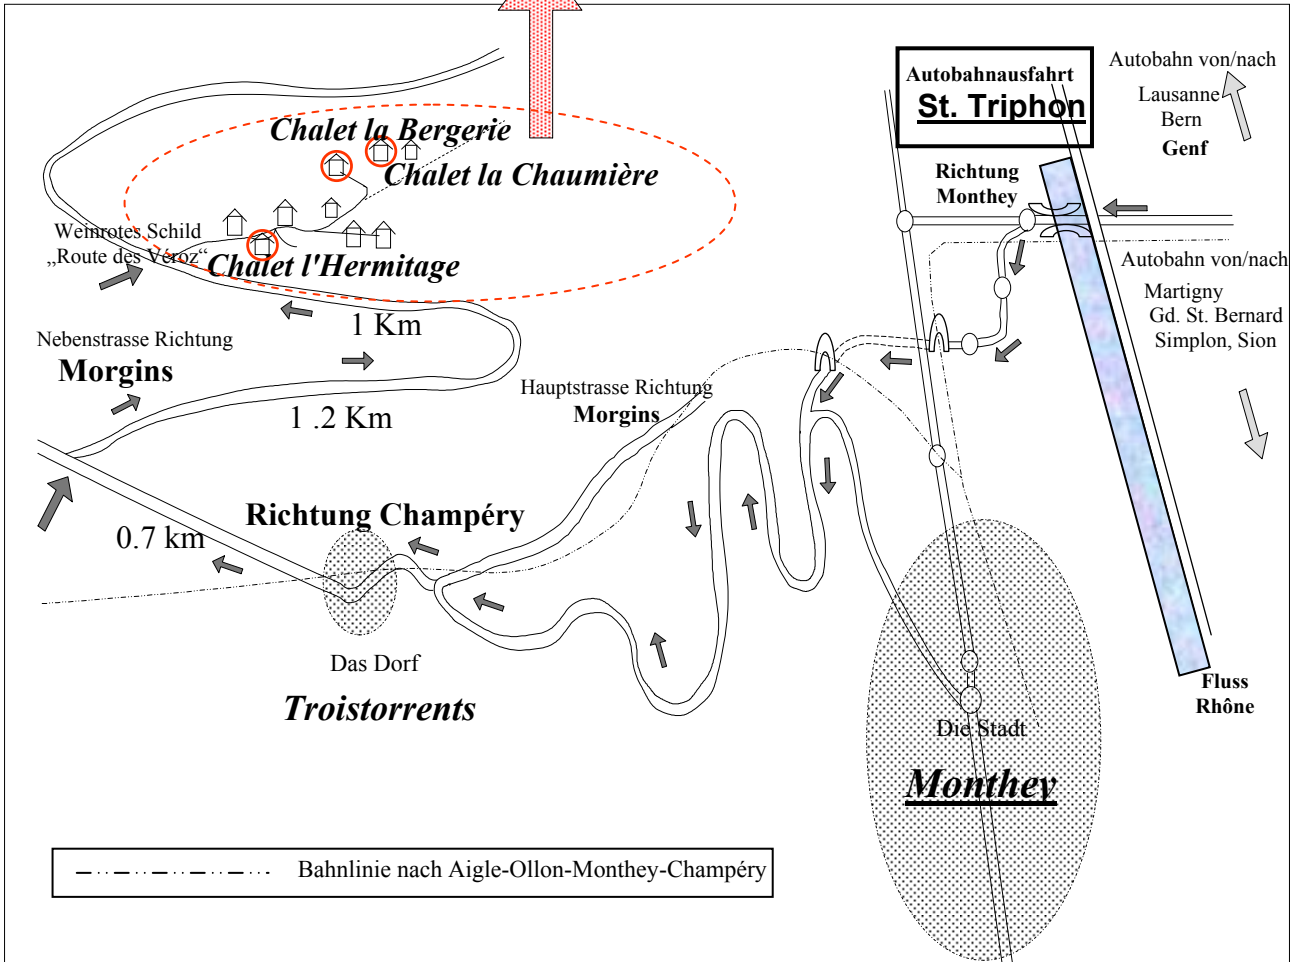 Autobahnausfahrt
St. Triphon
Autobahn von/nach
Lausanne
Bern
Genf
Richtung
Monthey
Chalet la Bergerie
Chalet la Chaumière
Weinrotes Schild
„Route des Véroz“
Chalet l'Hermitage
Autobahn von/nach
Martigny
Gd. St. Bernard
Simplon, Sion
1 Km
Nebenstrasse Richtung
Morgins
1 .2 Km
Hauptstrasse Richtung
Morgins
Richtung Champéry
0.7 km
Das Dorf
Troistorrents
Fluss
Rhône
Die Stadt
Monthey
Bahnlinie nach Aigle-Ollon-Monthey-Champéry